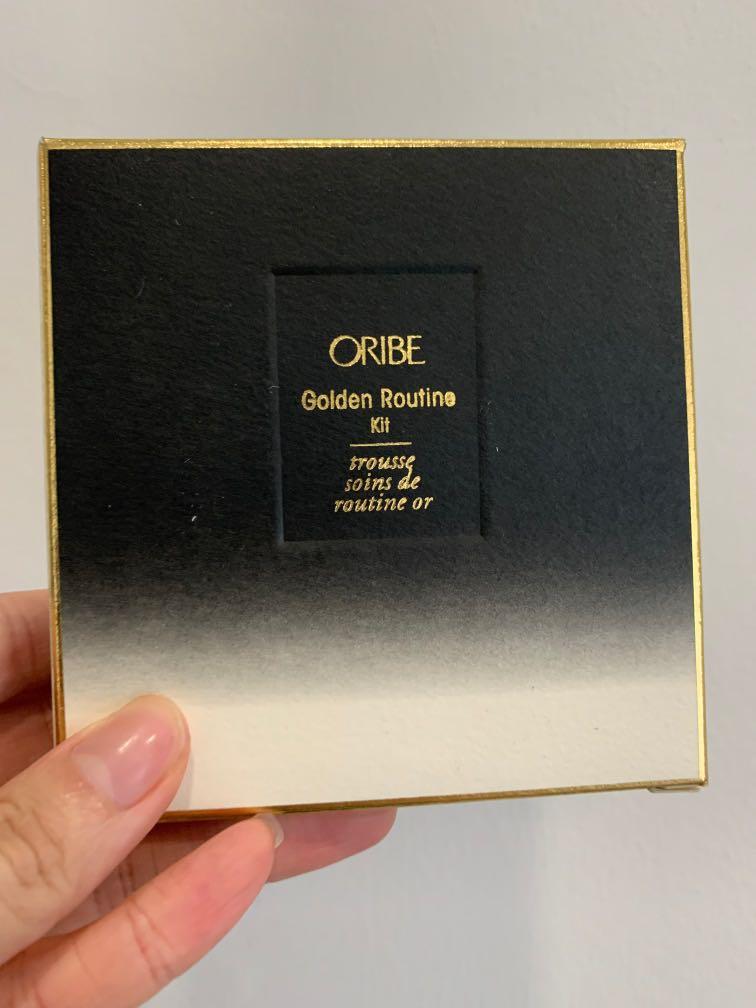 ORIBE
Golden Routine
Kit
trousse
soins de
routine or